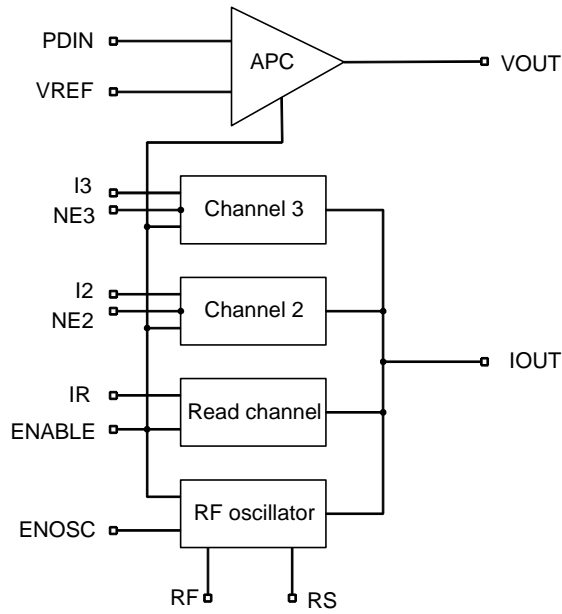 PDIN
APC
VOUT
VREF
I3
Channel 3
NE3
I2
Channel 2
NE2
IOUT
IR
Read channel
ENABLE
RF oscillator
ENOSC
RF
RS